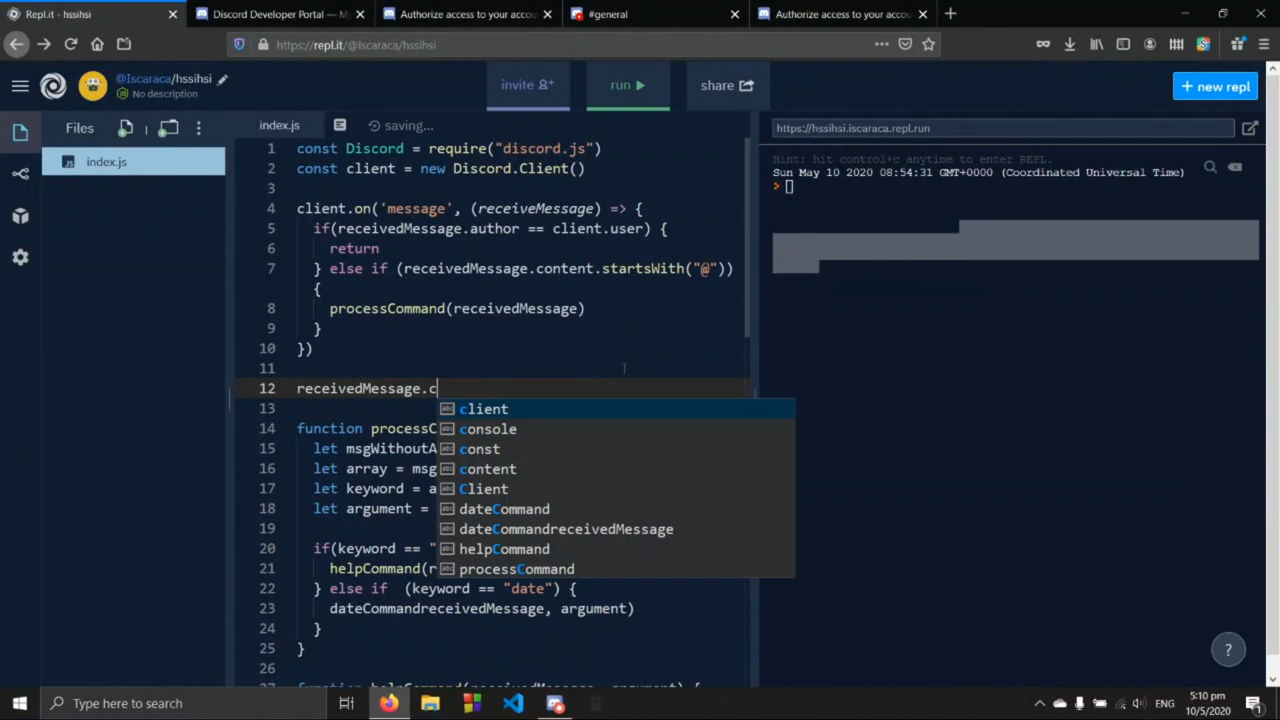 Repl.it - hssihsi
Discord Developer Portal — M
Authorize access to your accou
#general
Authorize access to your accou
https://repl.it/@Iscaraca/hssihsi
@Iscaraca/hssihsi
No description
invite
run
share
+ new repl
Files
index.js
index.js
saving...
https://hssihsi.iscaraca.repl.run
Hint: hit control+c anytime to enter REPL.
Sun May 10 2020 08:54:31 GMT+0000 (Coordinated Universal Time)
>
1 const Discord = require("discord.js")
2 const client = new Discord.Client()
3
4 client.on('message', (receiveMessage) => {
5 if(receivedMessage.author == client.user) {
6 return
7 } else if (receivedMessage.content.startsWith("@"))
{
8 processCommand(receivedMessage)
9 }
10 })
11
12 receivedMessage.c
client
13
console
14 function processC
const
15 let msgWithoutA
content
16 let array = msg
Client
17 let keyword = a
dateCommand
18 let argument =
dateCommandreceivedMessage
19
helpCommand
20 if(keyword == "
processCommand
21 helpCommand(r
22 } else if (keyword == "date") {
23 dateCommandreceivedMessage, argument)
24 }
25 }
26
27 function helpCommand(receivedMessage, argument) {
?
Type here to search
ENG
5:10 pm
10/5/2020
1